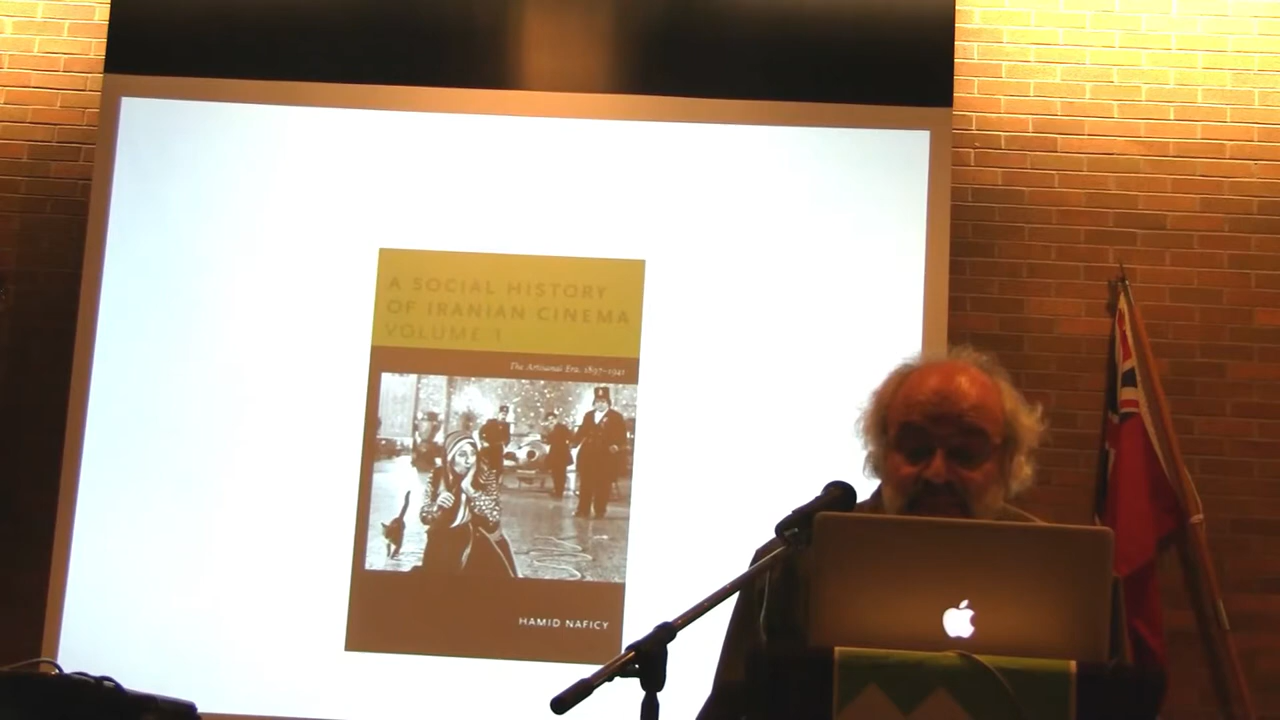 A SOCIAL HISTORY
OF IRANIAN CINEMA
VOLUME 1
The Artisanal Era, 1897–1941
HAMID NAFICY